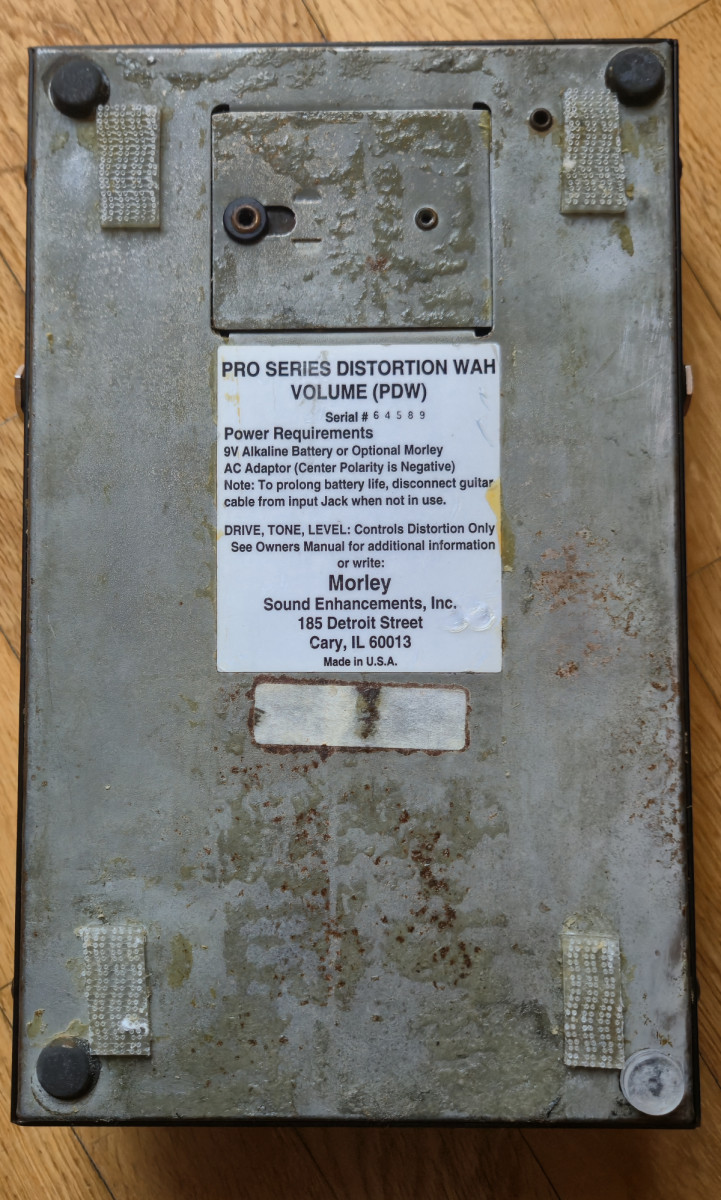 PRO SERIES DISTORTION WAH
VOLUME (PDW)
Serial # 64589
Power Requirements
9V Alkaline Battery or Optional Morley
AC Adaptor (Center Polarity is Negative)
Note: To prolong battery life, disconnect guitar
cable from input Jack when not in use.
DRIVE, TONE, LEVEL: Controls Distortion Only
See Owners Manual for additional information
or write:
Morley
Sound Enhancements, Inc.
185 Detroit Street
Cary, IL 60013
Made in U.S.A.